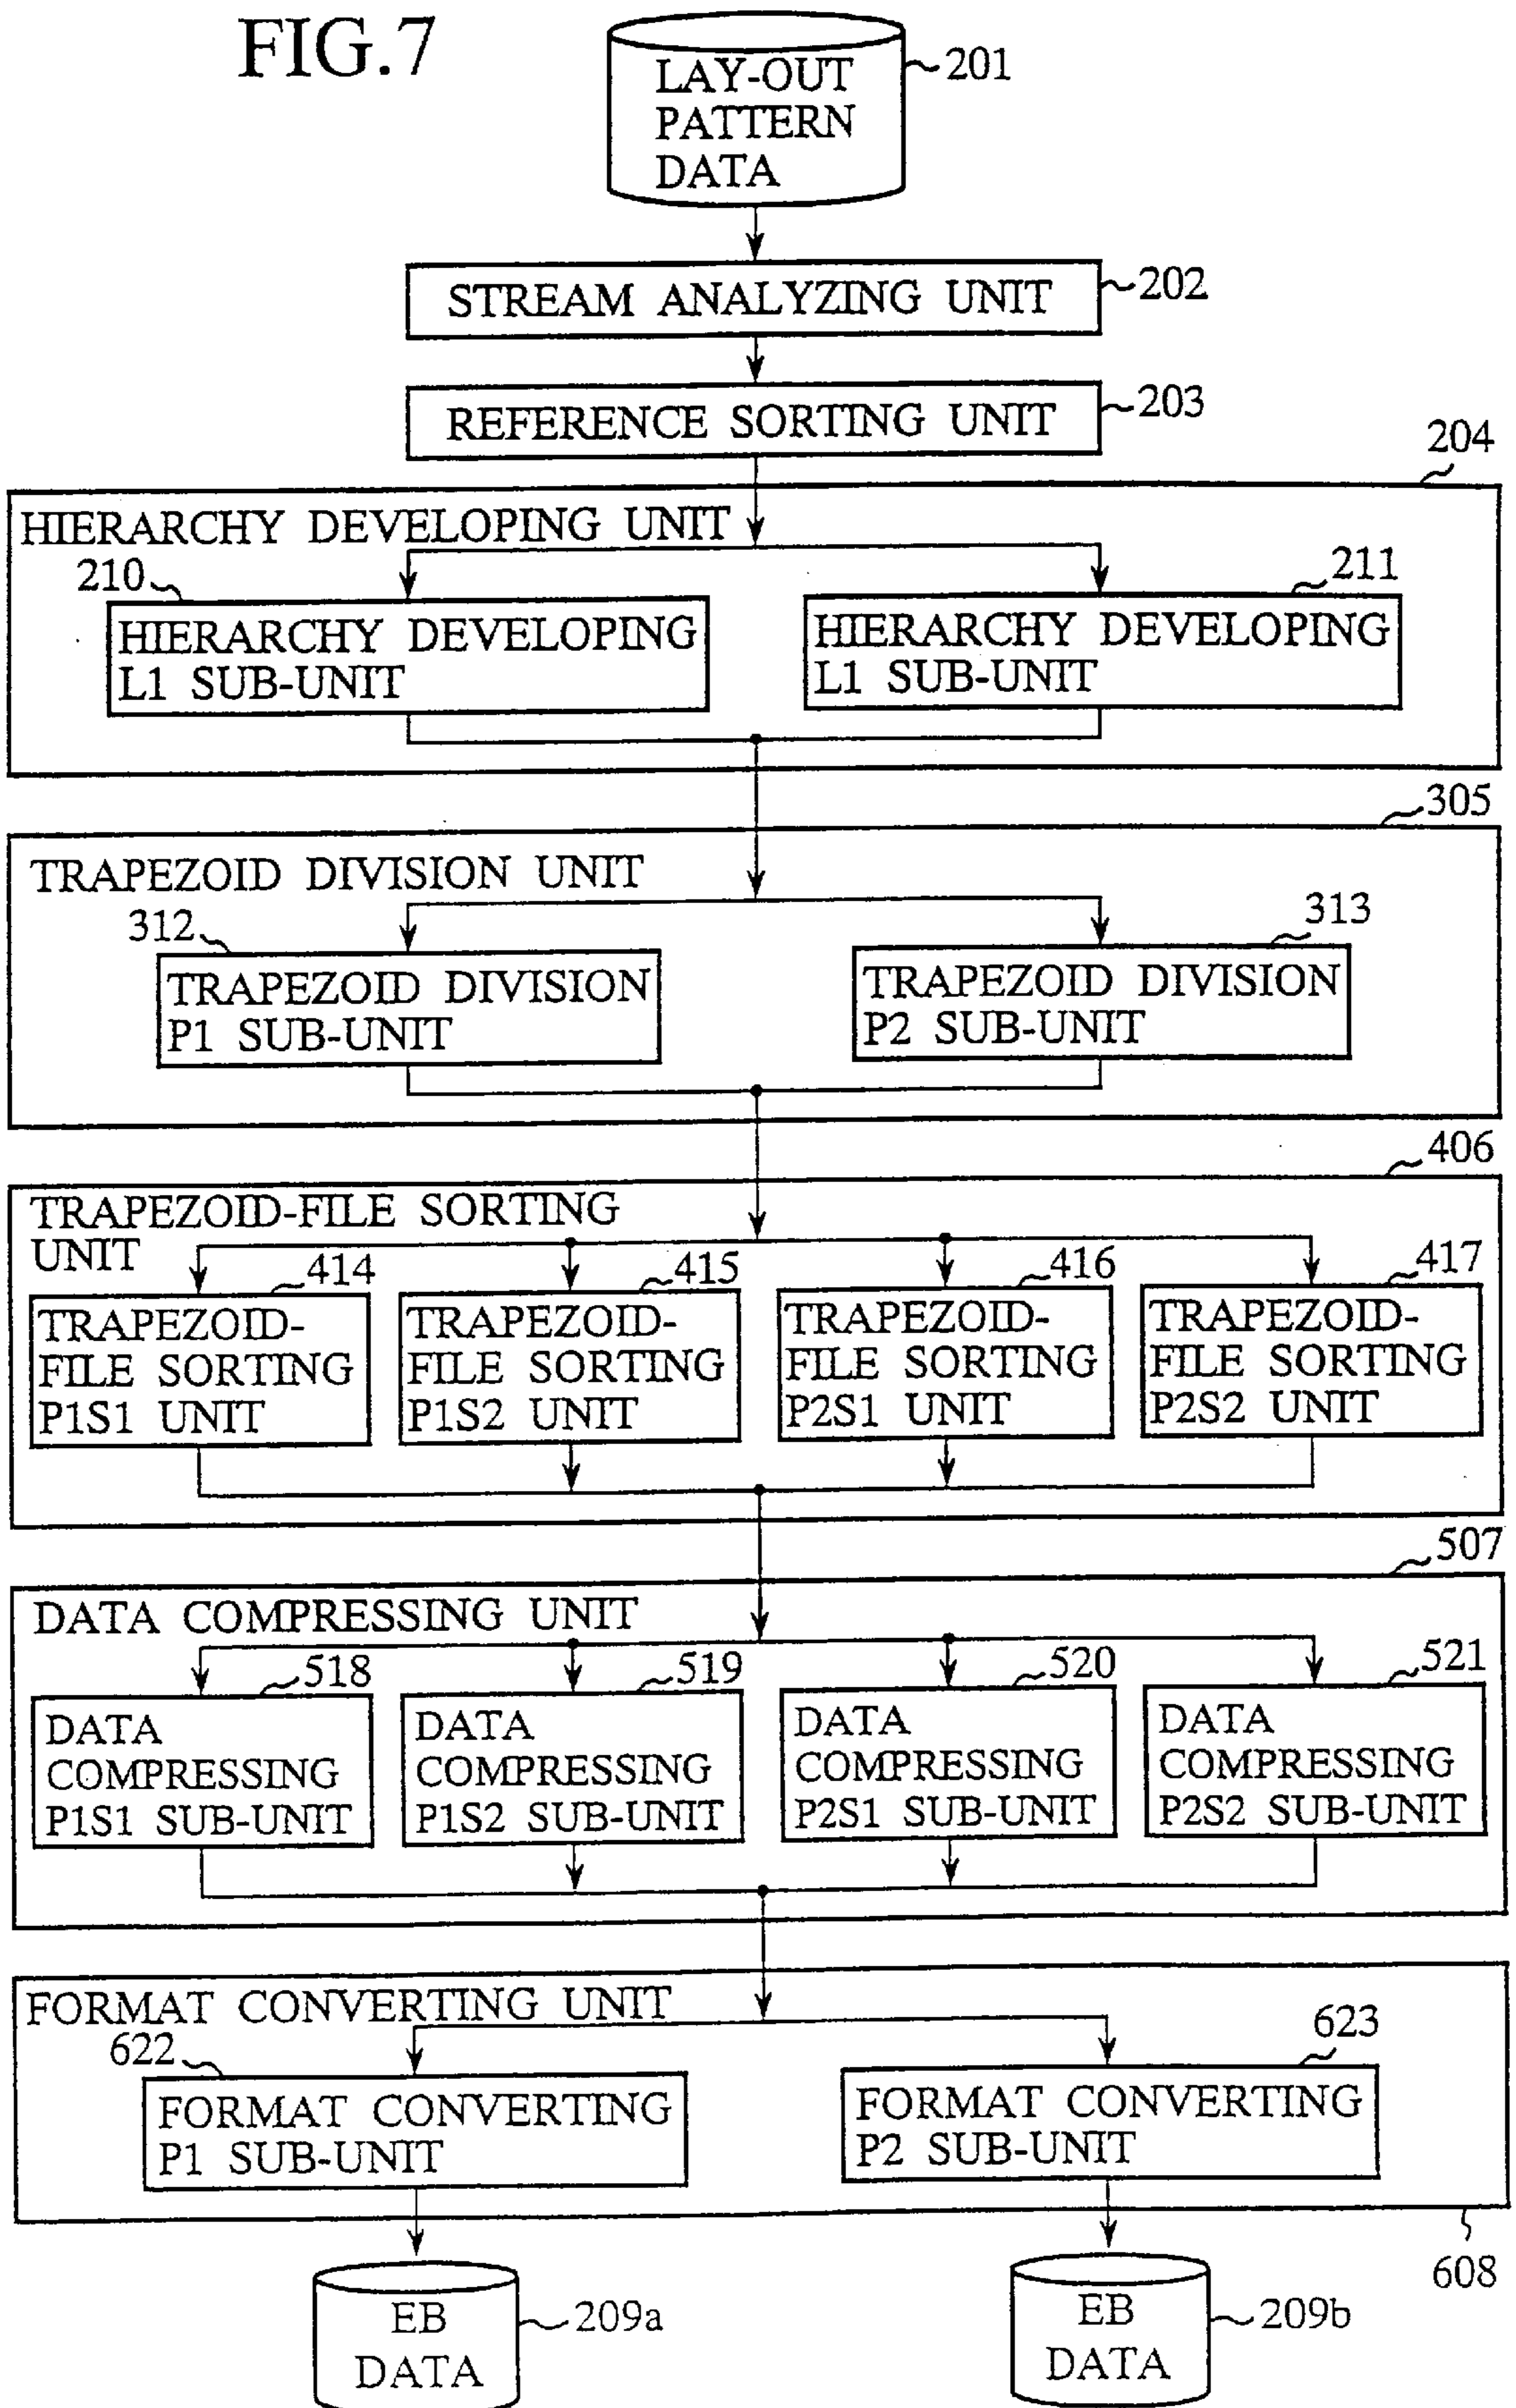 FIG.7
LAY-OUT
PATTERN
DATA
201
STREAM ANALYZING UNIT
202
REFERENCE SORTING UNIT
203
204
HIERARCHY DEVELOPING UNIT
210
211
HIERARCHY DEVELOPING
L1 SUB-UNIT
HIERARCHY DEVELOPING
L1 SUB-UNIT
305
TRAPEZOID DIVISION UNIT
312
313
TRAPEZOID DIVISION
P1 SUB-UNIT
TRAPEZOID DIVISION
P2 SUB-UNIT
406
TRAPEZOID-FILE SORTING
UNIT
414
415
416
417
TRAPEZOID-
FILE SORTING
P1S1 UNIT
TRAPEZOID-
FILE SORTING
P1S2 UNIT
TRAPEZOID-
FILE SORTING
P2S1 UNIT
TRAPEZOID-
FILE SORTING
P2S2 UNIT
507
DATA COMPRESSING UNIT
518
519
520
521
DATA
COMPRESSING
P1S1 SUB-UNIT
DATA
COMPRESSING
P1S2 SUB-UNIT
DATA
COMPRESSING
P2S1 SUB-UNIT
DATA
COMPRESSING
P2S2 SUB-UNIT
FORMAT CONVERTING UNIT
622
623
FORMAT CONVERTING
P1 SUB-UNIT
FORMAT CONVERTING
P2 SUB-UNIT
608
EB
DATA
209a
EB
DATA
209b